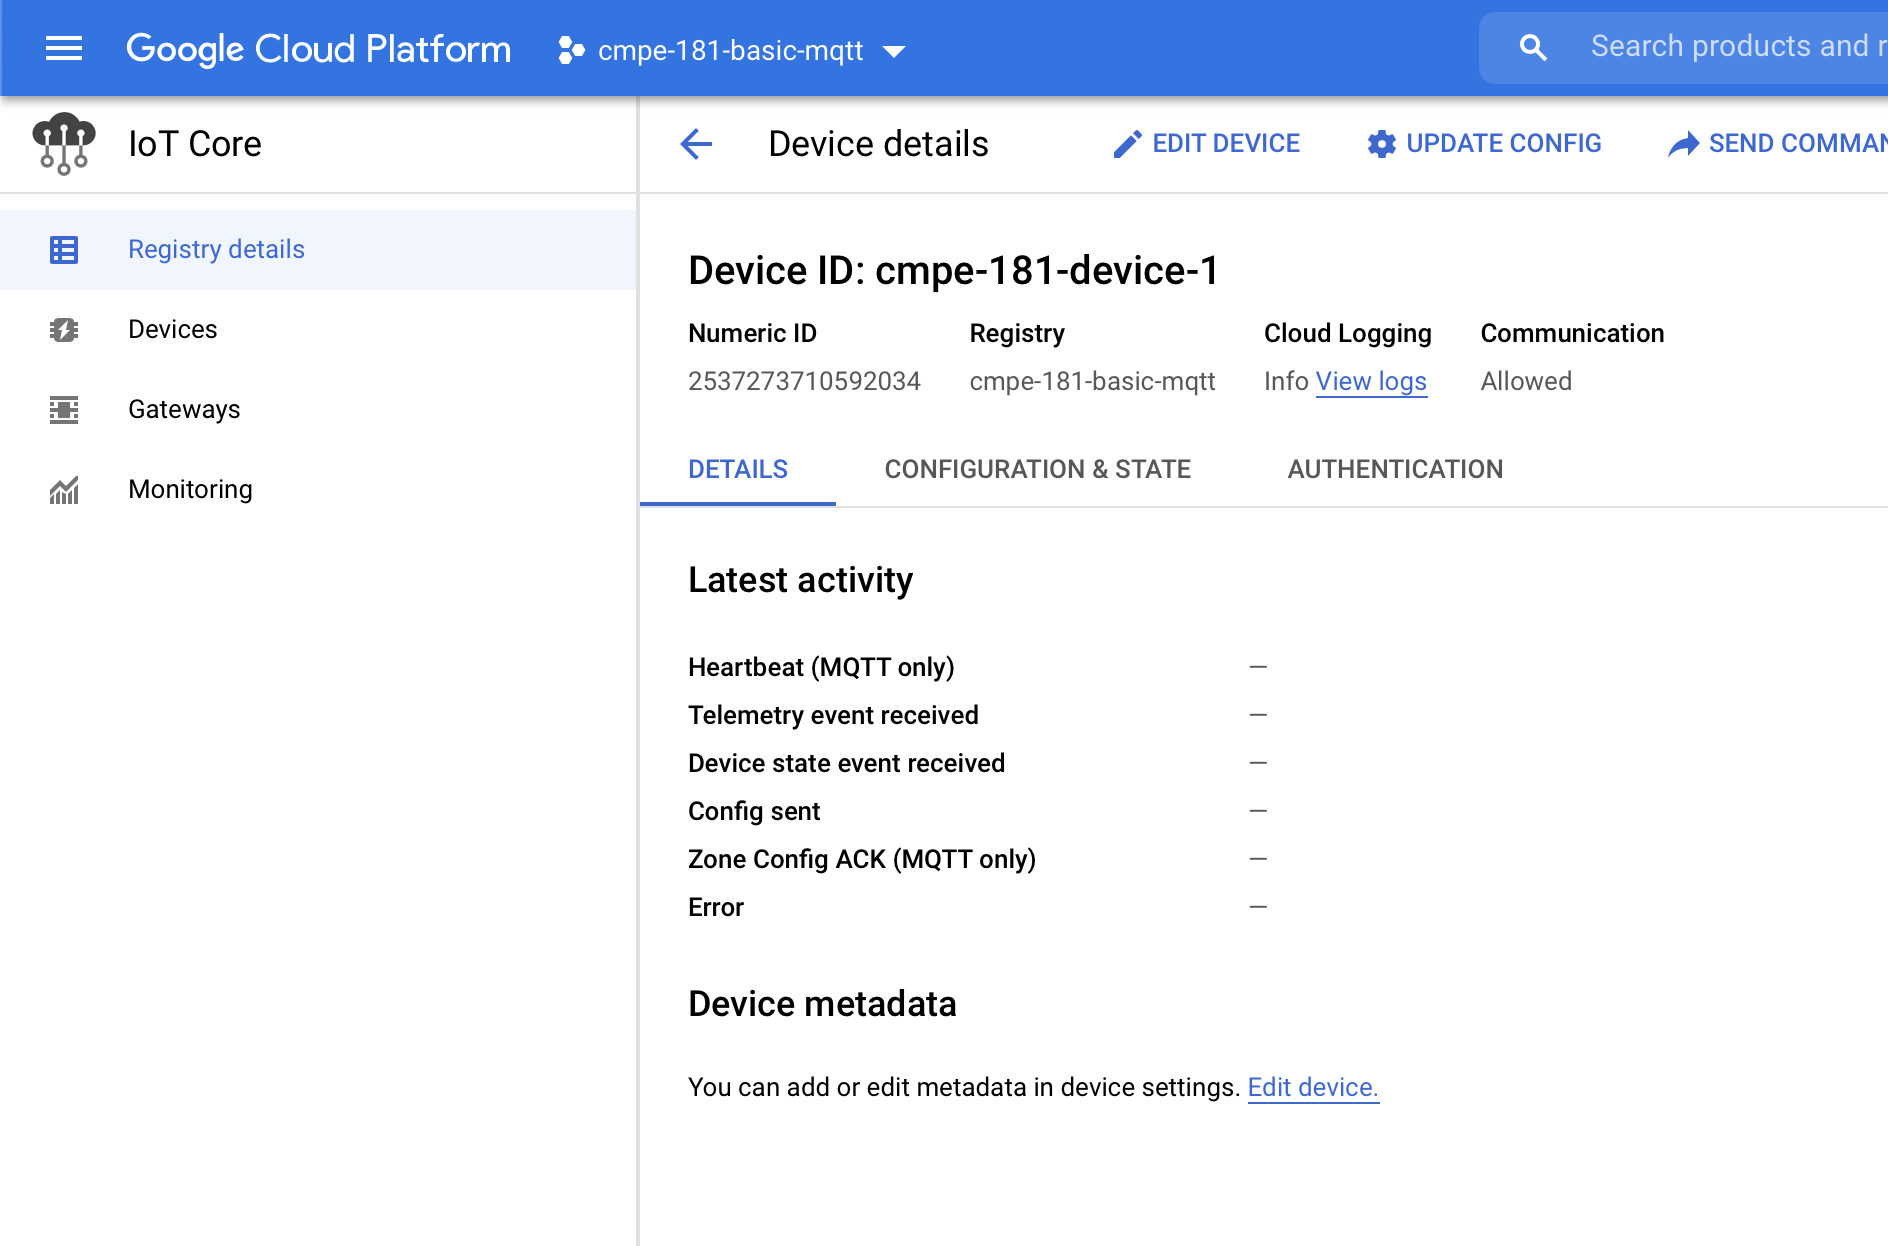 Google Cloud Platform cmpe-181-basic-mqtt Search products and r
IoT Core
Registry details
Devices
Gateways
Monitoring
Device details EDIT DEVICE UPDATE CONFIG SEND COMMAN
Device ID: cmpe-181-device-1
Numeric ID Registry Cloud Logging Communication
2537273710592034 cmpe-181-basic-mqtt Info View logs Allowed
DETAILS CONFIGURATION & STATE AUTHENTICATION
Latest activity
Heartbeat (MQTT only) —
Telemetry event received —
Device state event received —
Config sent —
Zone Config ACK (MQTT only) —
Error —
Device metadata
You can add or edit metadata in device settings. Edit device.